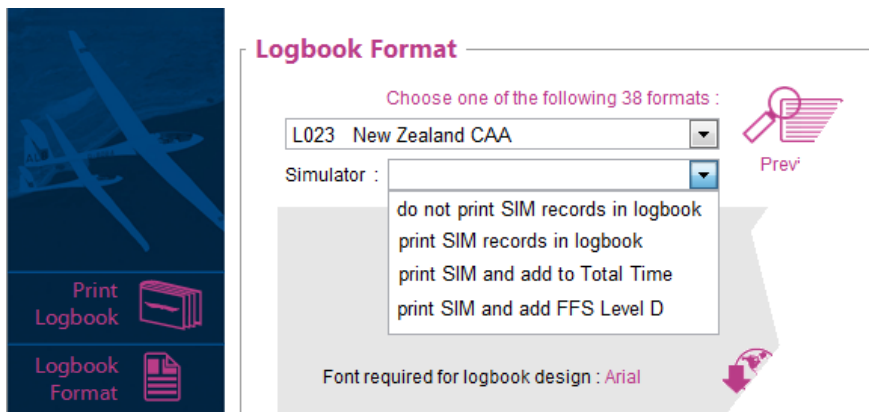 Logbook Format
Choose one of the following 38 formats :
L023 New Zealand CAA
Simulator :
Previ
do not print SIM records in logbook
print SIM records in logbook
print SIM and add to Total Time
print SIM and add FFS Level D
Font required for logbook design : Arial
Print
Logbook
Logbook
Format